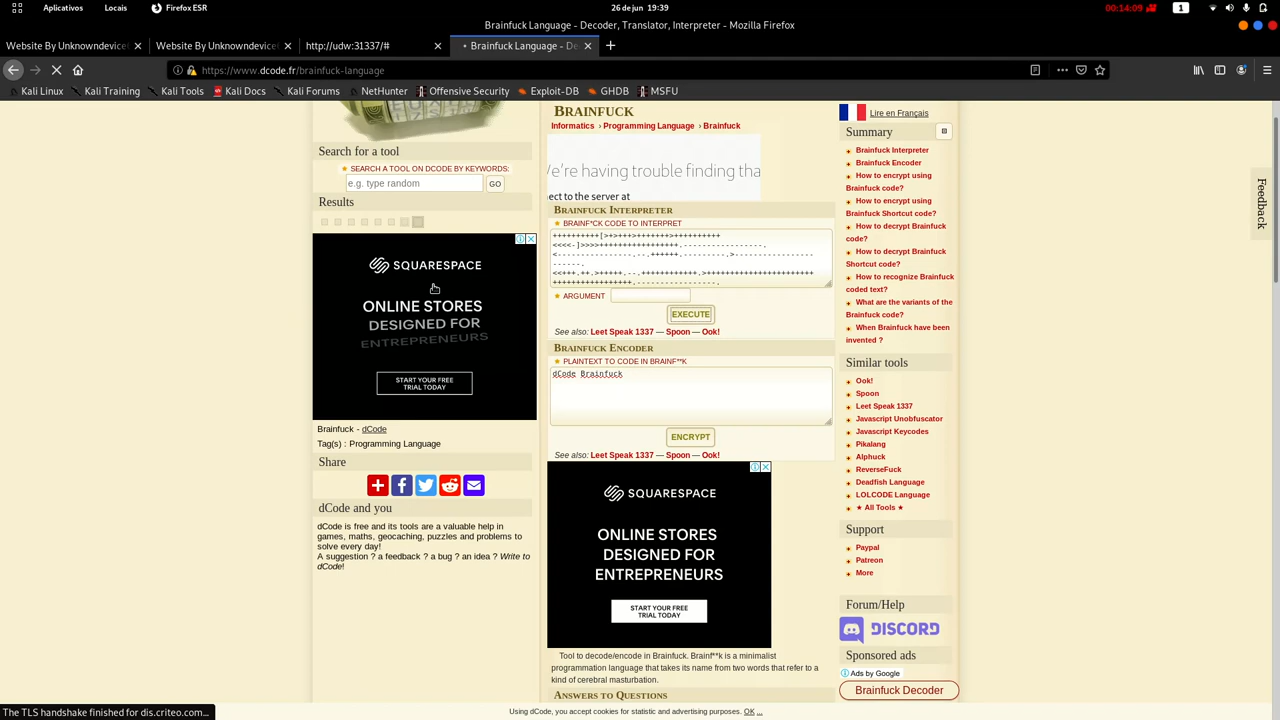 Aplicativos
Locais
Firefox ESR
26 de jun 19:39
00:14:09
1
Brainfuck Language - Decoder, Translator, Interpreter - Mozilla Firefox
Website By Unknowndevice
Website By Unknowndevice
http://udw:31337/#
Brainfuck Language - De
https://www.dcode.fr/brainfuck-language
Kali Linux
Kali Training
Kali Tools
Kali Docs
Kali Forums
NetHunter
Offensive Security
Exploit-DB
GHDB
MSFU
Search for a tool
SEARCH A TOOL ON DCODE BY KEYWORDS:
e.g. type random
GO
Results
SQUARESPACE
ONLINE STORES
DESIGNED FOR
ENTREPRENEURS
START YOUR FREE
TRIAL TODAY
Brainfuck - dCode
Tag(s) : Programming Language
Share
dCode and you
dCode is free and its tools are a valuable help in
games, maths, geocaching, puzzles and problems to
solve every day!
A suggestion ? a feedback ? a bug ? an idea ? Write to
dCode!
BRAINFUCK
Informatics › Programming Language › Brainfuck
We're having trouble finding tha
ect to the server at
BRAINFUCK INTERPRETER
BRAINF*CK CODE TO INTERPRET
ARGUMENT
EXECUTE
See also: Leet Speak 1337 — Spoon — Ook!
BRAINFUCK ENCODER
PLAINTEXT TO CODE IN BRAINF**K
dCode Brainfuck
ENCRYPT
See also: Leet Speak 1337 — Spoon — Ook!
SQUARESPACE
ONLINE STORES
DESIGNED FOR
ENTREPRENEURS
START YOUR FREE
TRIAL TODAY
Tool to decode/encode in Brainfuck. Brainf**k is a minimalist
programmation language that takes its name from two words that refer to a
kind of cerebral masturbation.
ANSWERS TO QUESTIONS
Lire en Français
Summary
Brainfuck Interpreter
Brainfuck Encoder
How to encrypt using
Brainfuck code?
How to encrypt using
Brainfuck Shortcut code?
How to decrypt Brainfuck
code?
How to decrypt Brainfuck
Shortcut code?
How to recognize Brainfuck
coded text?
What are the variants of the
Brainfuck code?
When Brainfuck have been
invented ?
Similar tools
Ook!
Spoon
Leet Speak 1337
Javascript Unobfuscator
Javascript Keycodes
Pikalang
Alphuck
ReverseFuck
Deadfish Language
LOLCODE Language
★ All Tools ★
Support
Paypal
Patreon
More
Forum/Help
DISCORD
Sponsored ads
Ads by Google
Brainfuck Decoder
Help
The TLS handshake finished for dis.criteo.com...
Using dCode, you accept cookies for statistic and advertising purposes. OK ...